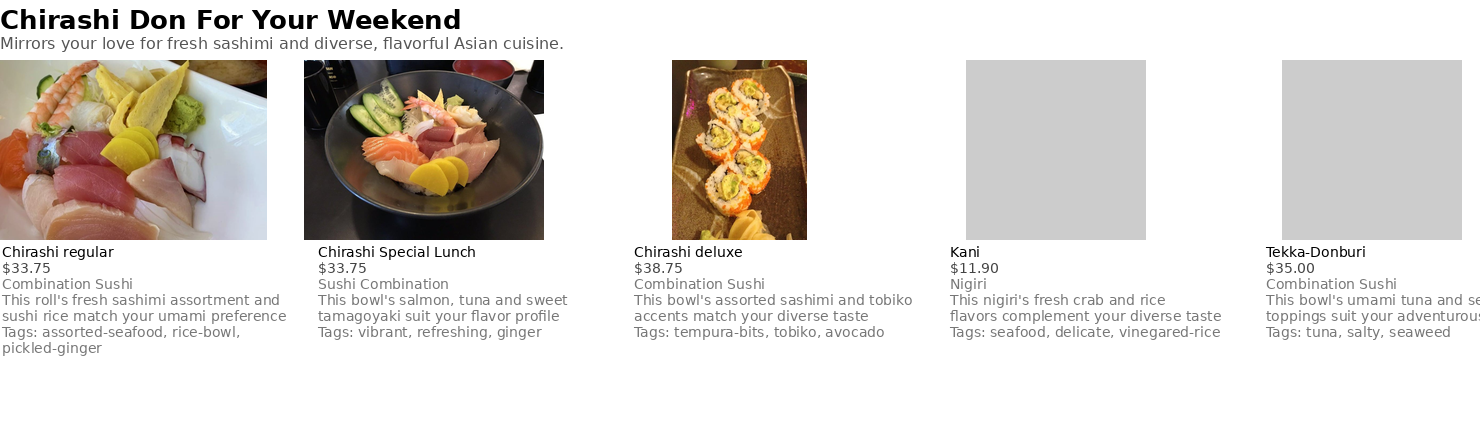 Chirashi Don For Your Weekend
Mirrors your love for fresh sashimi and diverse, flavorful Asian cuisine.
Chirashi regular
$33.75
Combination Sushi
This roll's fresh sashimi assortment and
sushi rice match your umami preference
Tags: assorted-seafood, rice-bowl,
pickled-ginger
Chirashi Special Lunch
$33.75
Sushi Combination
This bowl's salmon, tuna and sweet
tamagoyaki suit your flavor profile
Tags: vibrant, refreshing, ginger
Chirashi deluxe
$38.75
Combination Sushi
This bowl's assorted sashimi and tobiko
accents match your diverse taste
Tags: tempura-bits, tobiko, avocado
Kani
$11.90
Nigiri
This nigiri's fresh crab and rice
flavors complement your diverse taste
Tags: seafood, delicate, vinegared-rice
Tekka-Donburi
$35.00
Combination Sushi
This bowl's umami tuna and
toppings suit your
Tags: tuna, salty, seaweed